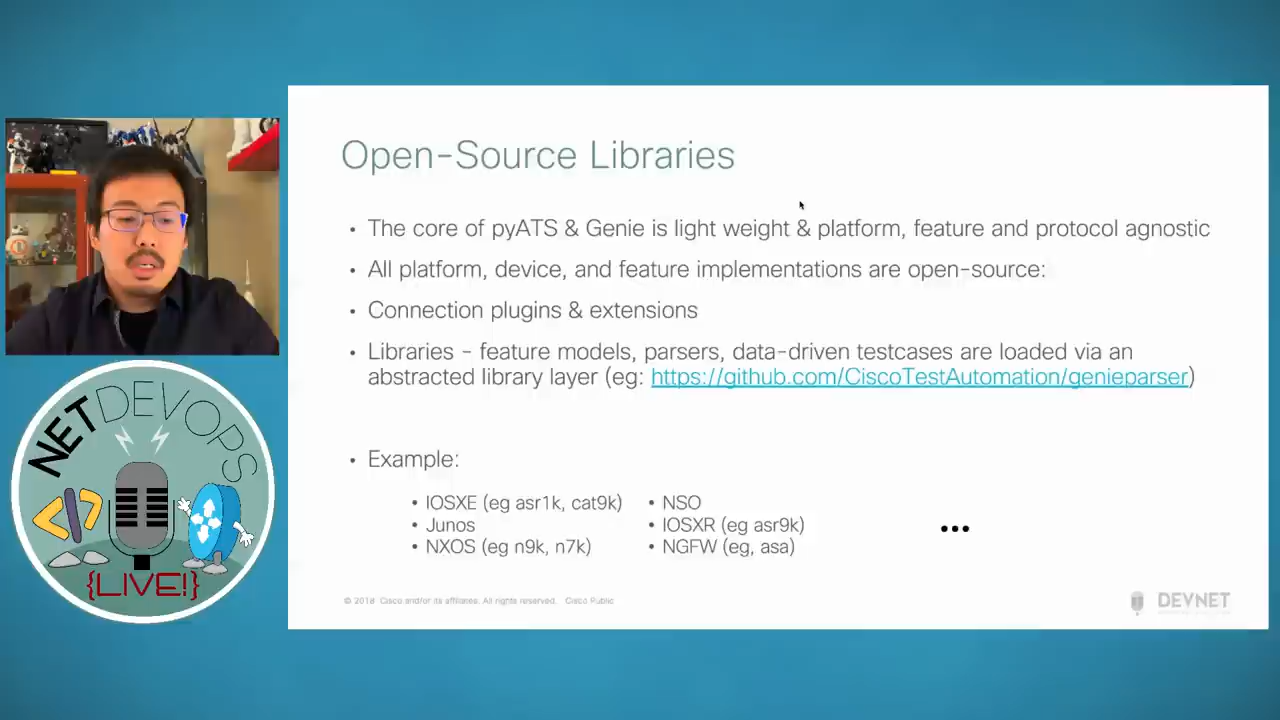 Open-Source Libraries
• The core of pyATS & Genie is light weight & platform, feature and protocol agnostic
• All platform, device, and feature implementations are open-source:
• Connection plugins & extensions
• Libraries - feature models, parsers, data-driven testcases are loaded via an
abstracted library layer (eg: https://github.com/CiscoTestAutomation/genieparser)
• Example:
• IOSXE (eg asr1k, cat9k)
• Junos
• NXOS (eg n9k, n7k)
• NSO
• IOSXR (eg asr9k)
• NGFW (eg, asa)
...
© 2018 Cisco and/or its affiliates. All rights reserved. Cisco Public
DEVNET
NETDEVOPS
</>
{LIVE!}